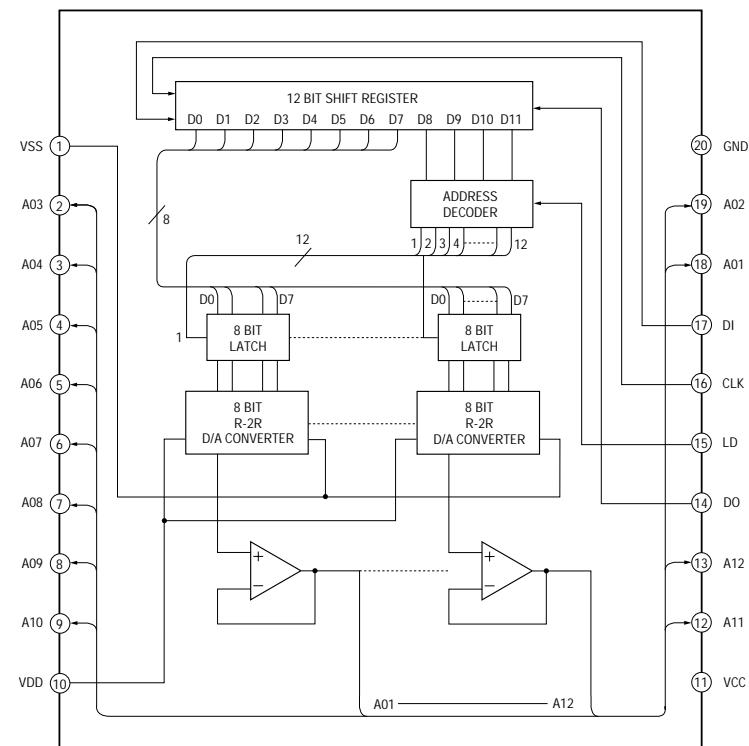 12 BIT SHIFT REGISTER
D0 D1 D2 D3 D4 D5 D6 D7 D8 D9 D10 D11
VSS 1
20 GND
ADDRESS
DECODER
A03 2
19 A02
8
1 2 3 4 12
12
A04 3
18 A01
D0 D7
D0 D7
A05 4
17 DI
1
8 BIT
LATCH
8 BIT
LATCH
A06 5
16 CLK
8 BIT
R-2R
D/A CONVERTER
8 BIT
R-2R
D/A CONVERTER
A07 6
15 LD
A08 7
14 DO
A09 8
13 A12
+
−
+
−
A10 9
12 A11
VDD 10
11 VCC
A01 A12